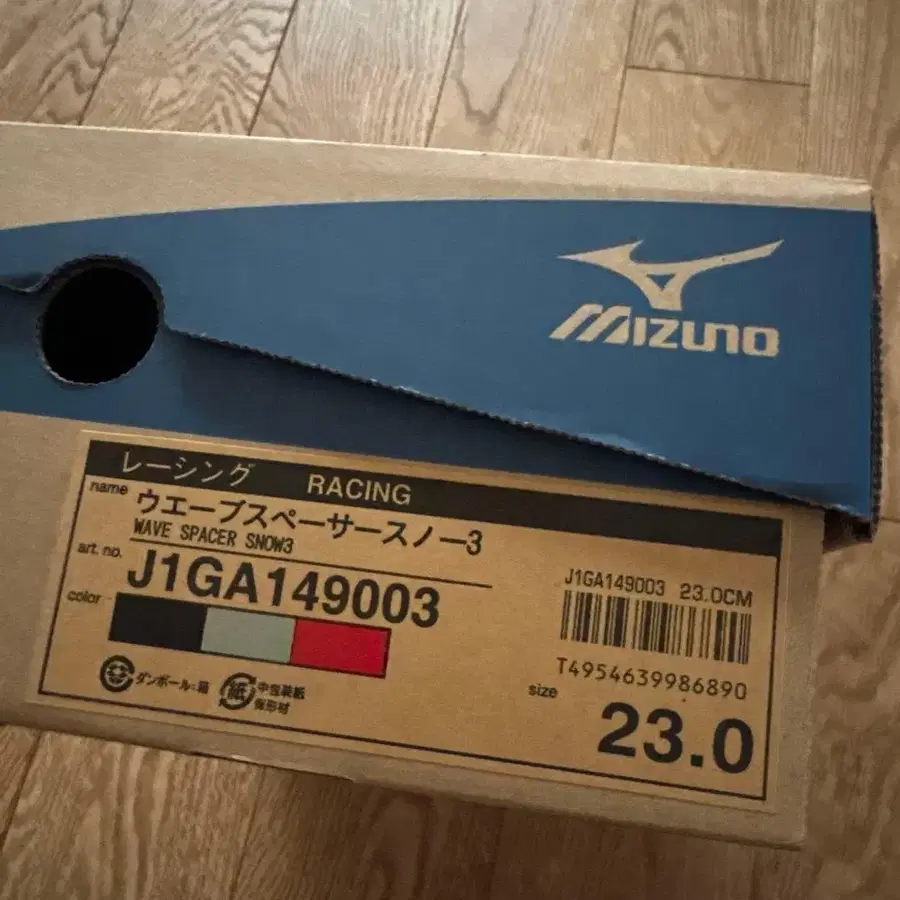 MIZUNO
レーシング RACING
name ウエーブスペーサースノー3
WAVE SPACER SNOW3
art. no. J1GA149003
color
J1GA149003 23.0CM
T4954639986890
ダンボール:箱
紙 中包装紙
保形材
size 23.0